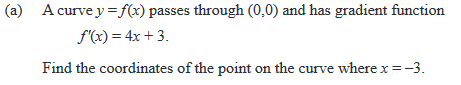 (a) A curve y = f(x) passes through (0,0) and has gradient function
f'(x) = 4x + 3.
Find the coordinates of the point on the curve where x = −3.